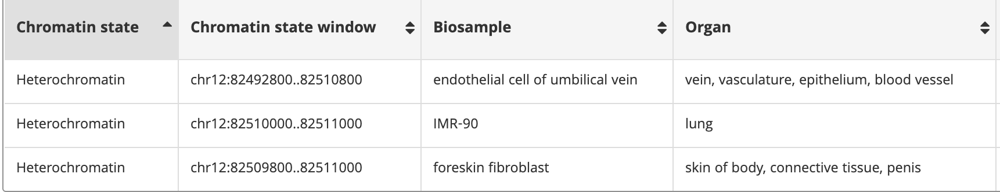 Chromatin state Chromatin state window Biosample Organ
Heterochromatin chr12:82492800..82510800 endothelial cell of umbilical vein vein, vasculature, epithelium, blood vessel
Heterochromatin chr12:82510000..82511000 IMR-90 lung
Heterochromatin chr12:82509800..82511000 foreskin fibroblast skin of body, connective tissue, penis